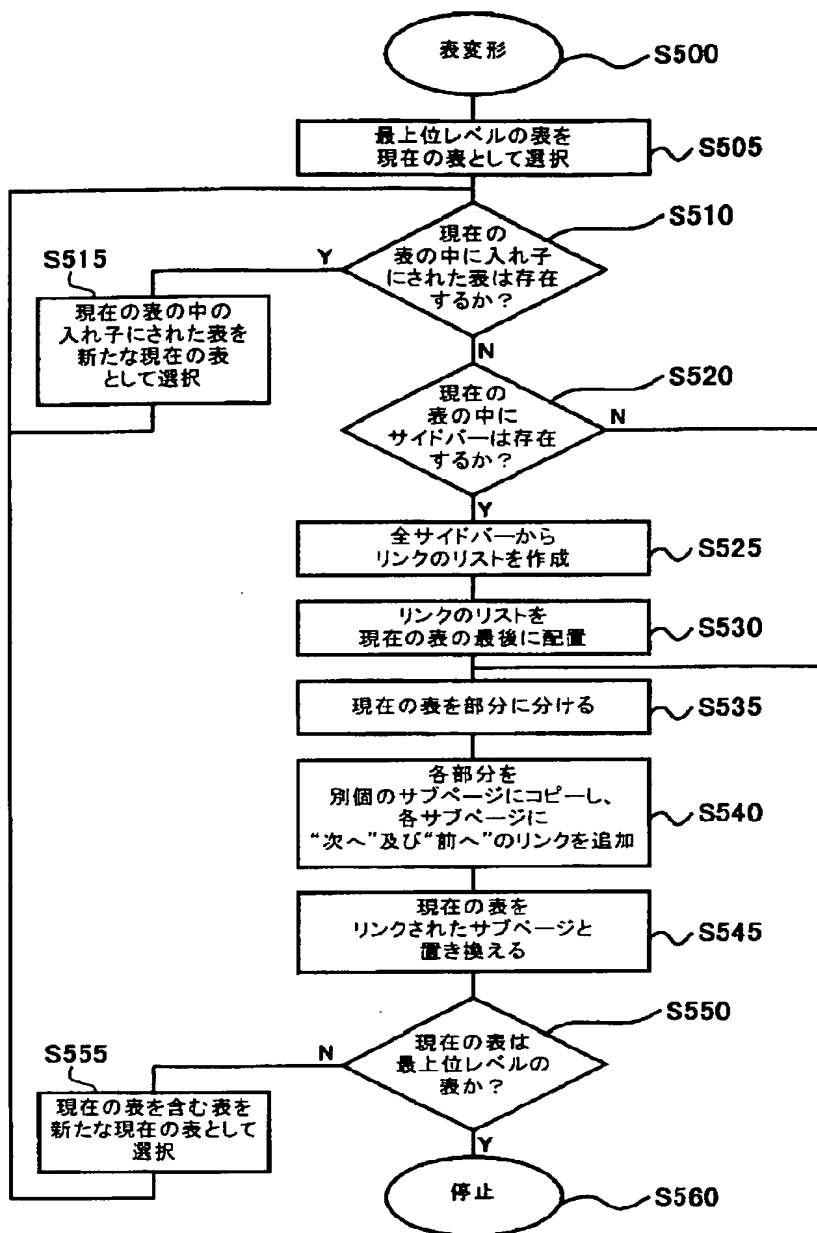 表変形
S500
最上位レベルの表を
現在の表として選択
S505
現在の
表の中に入れ子
にされた表は存在
するか?
S510
Y
N
S515
現在の表の中の
入れ子にされた表を
新たな現在の表
として選択
現在の
表の中に
サイドバーは存在
するか?
S520
N
Y
全サイドバーから
リンクのリストを作成
S525
リンクのリストを
現在の表の最後に配置
S530
現在の表を部分に分ける
S535
各部分を
別個のサブページにコピーし、
各サブページに
“次へ”及び“前へ”のリンクを追加
S540
現在の表を
リンクされたサブページと
置き換える
S545
現在の表は
最上位レベルの
表か?
S550
N
Y
S555
現在の表を含む表を
新たな現在の表として
選択
停止
S560